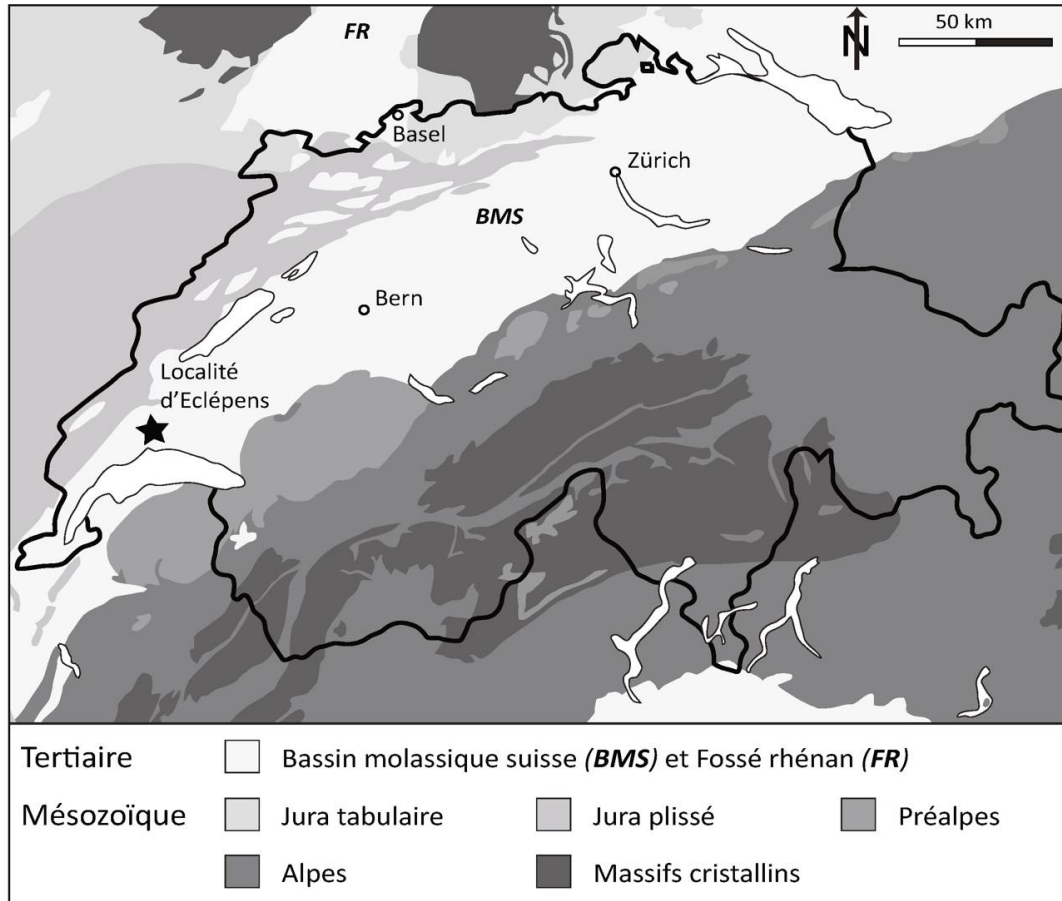 FR
N
50 km
Basel
Zürich
BMS
Bern
Localité
d'Eclépens
Tertiaire
Bassin molassique suisse (BMS) et Fossé rhénan (FR)
Mésozoïque
Jura tabulaire
Jura plissé
Préalpes
Alpes
Massifs cristallins